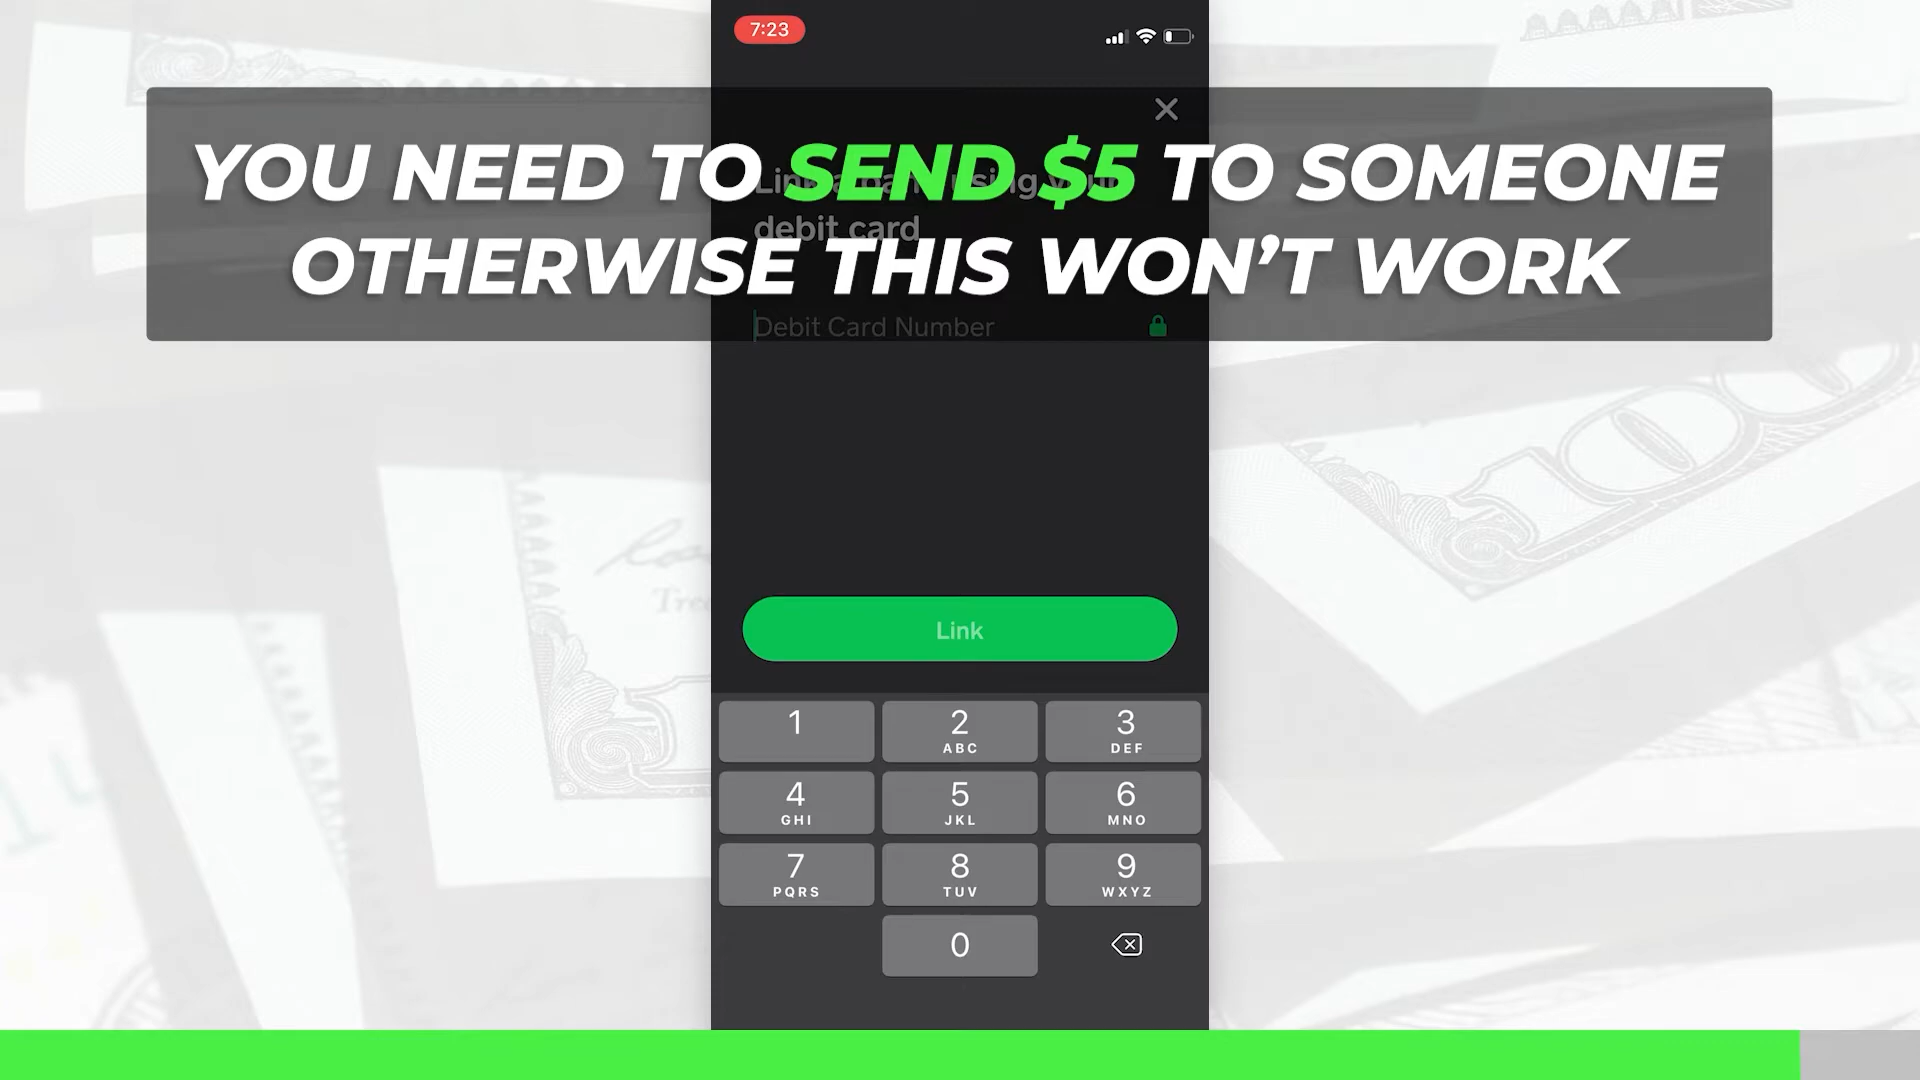 7:23
YOU NEED TO SEND $5 TO SOMEONE
OTHERWISE THIS WON'T WORK
debit card
Debit Card Number
Link
1
2
3
ABC
DEF
4
5
6
GHI
JKL
MNO
7
8
9
PQRS
TUV
WXYZ
0